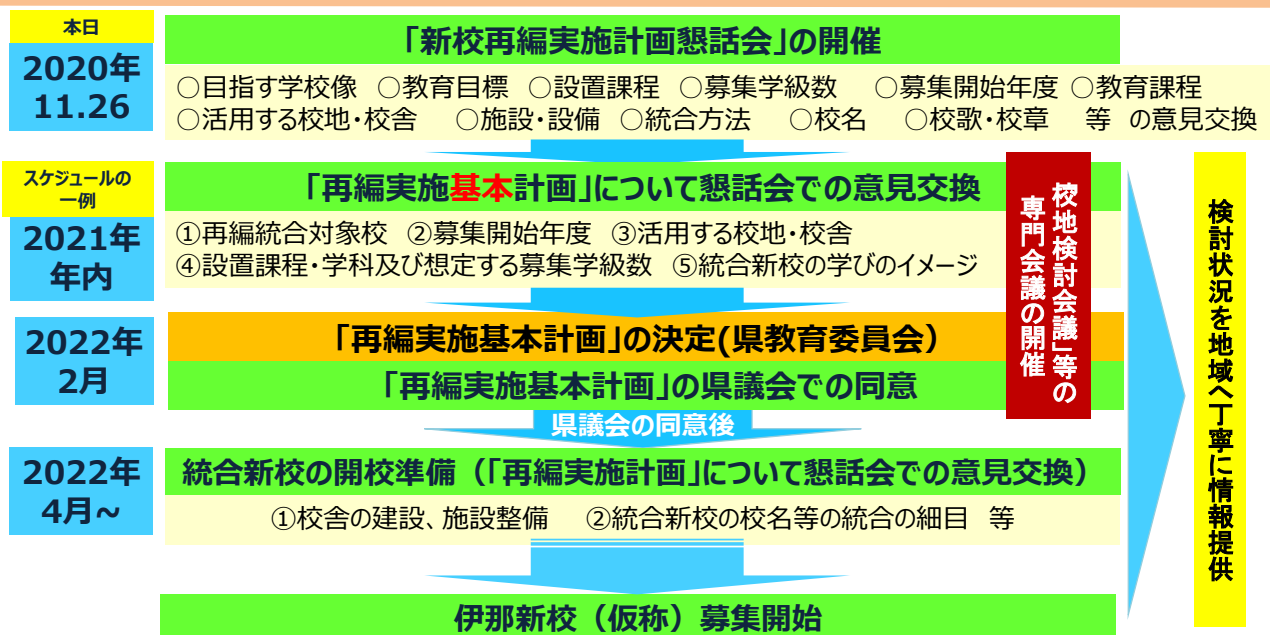 本日
2020年
11.26
「新校再編実施計画懇話会」の開催
○目指す学校像 ○教育目標 ○設置課程 ○募集学級数 ○募集開始年度 ○教育課程
○活用する校地・校舎 ○施設・設備 ○統合方法 ○校名 ○校歌・校章 等 の意見交換
スケジュールの
一例
2021年
年内
「再編実施基本計画」について懇話会での意見交換
①再編統合対象校 ②募集開始年度 ③活用する校地・校舎
④設置課程・学科及び想定する募集学級数 ⑤統合新校の学びのイメージ
2022年
2月
「再編実施基本計画」の決定(県教育委員会)
「再編実施基本計画」の県議会での同意
県議会の同意後
2022年
4月~
統合新校の開校準備(「再編実施計画」について懇話会での意見交換)
①校舎の建設、施設整備 ②統合新校の校名等の統合の細目 等
伊那新校(仮称)募集開始
「校地検討会議」等の
専門会議の開催
検討状況を地域へ丁寧に情報提供